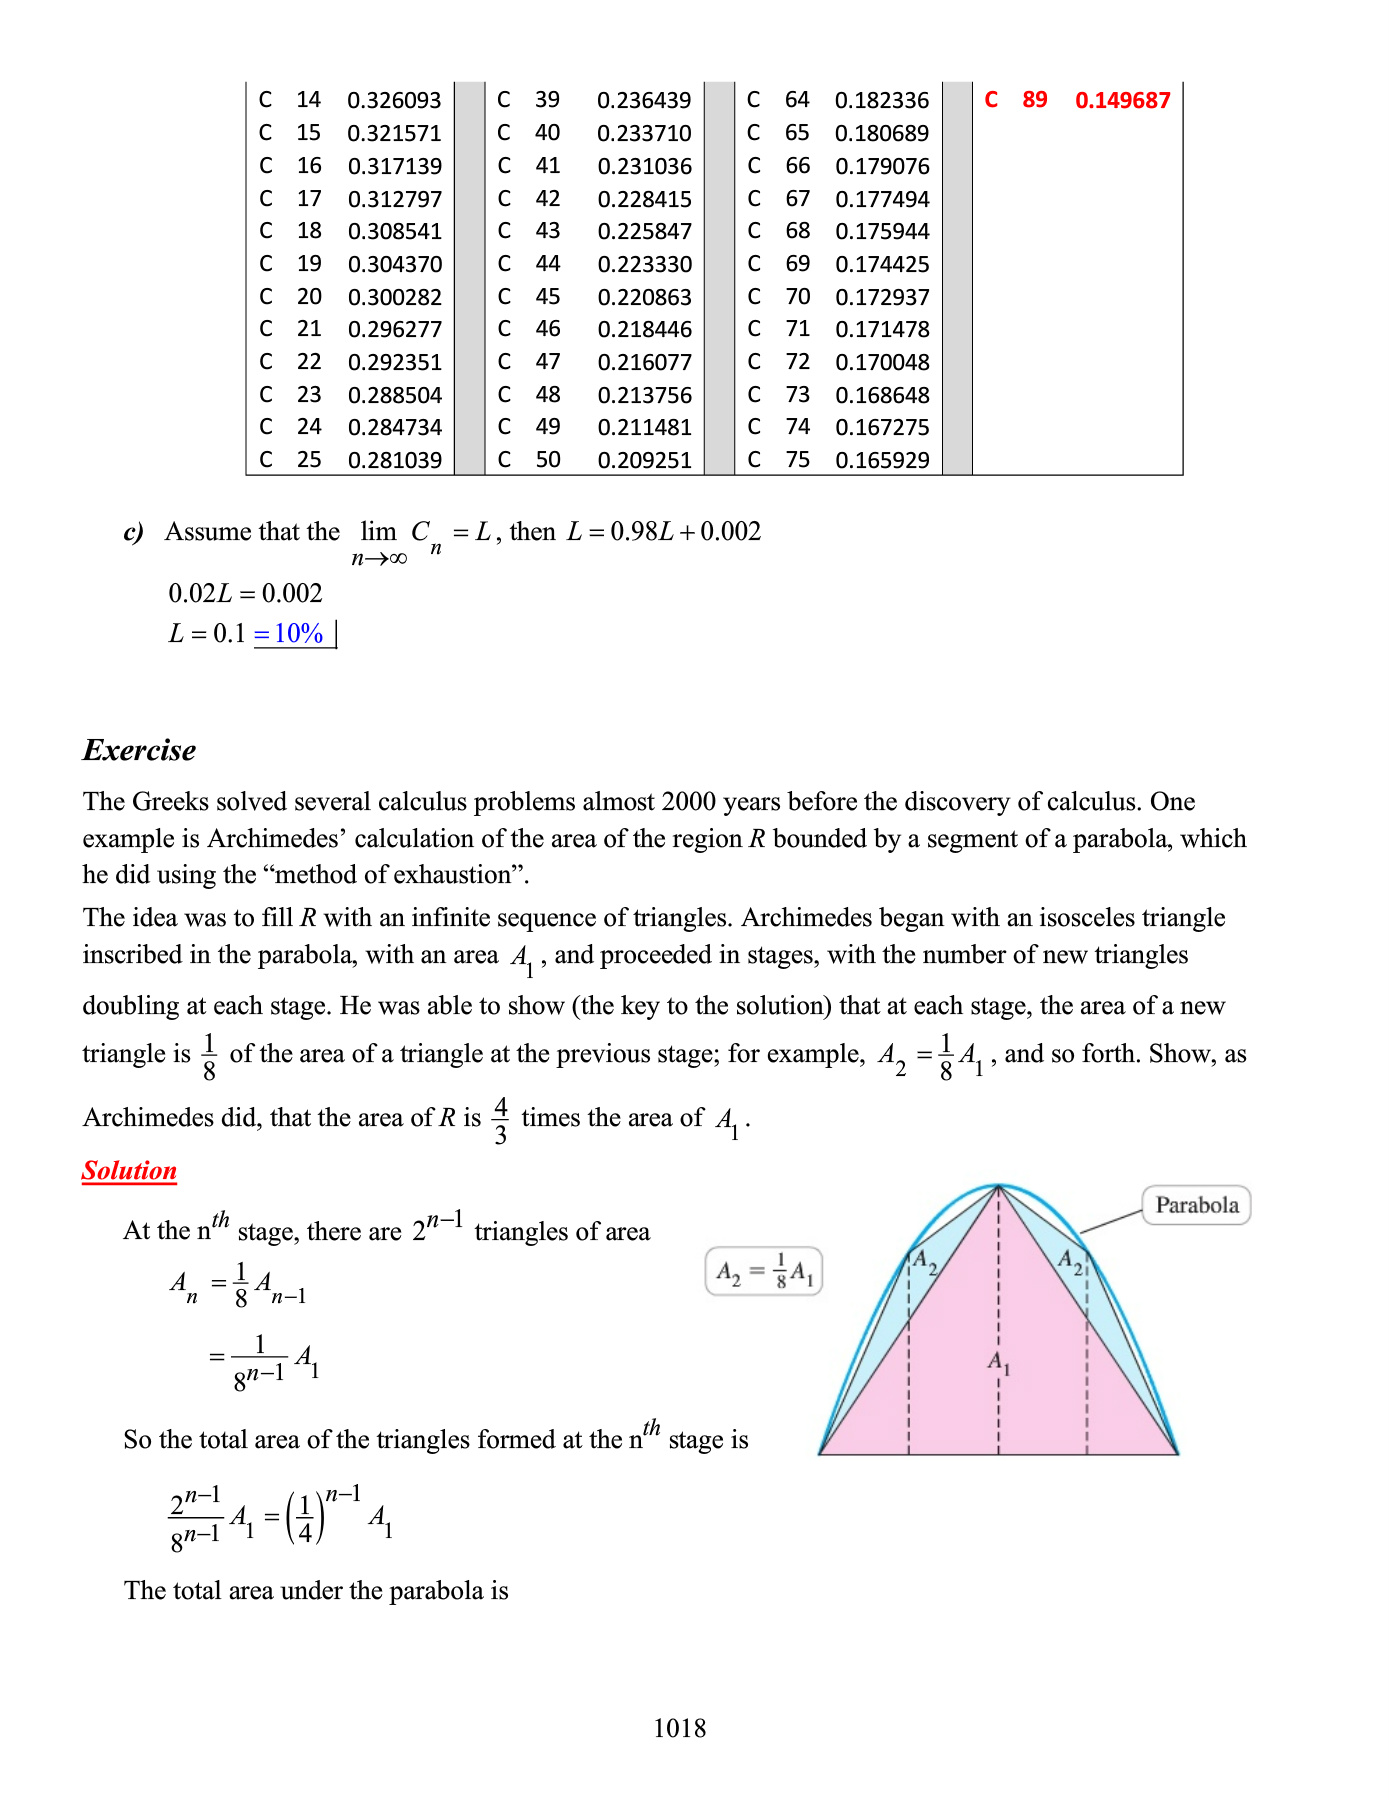 C 14 0.326093 C 39 0.236439 C 64 0.182336 C 89 0.149687
C 15 0.321571 C 40 0.233710 C 65 0.180689
C 16 0.317139 C 41 0.231036 C 66 0.179076
C 17 0.312797 C 42 0.228415 C 67 0.177494
C 18 0.308541 C 43 0.225847 C 68 0.175944
C 19 0.304370 C 44 0.223330 C 69 0.174425
C 20 0.300282 C 45 0.220863 C 70 0.172937
C 21 0.296277 C 46 0.218446 C 71 0.171478
C 22 0.292351 C 47 0.216077 C 72 0.170048
C 23 0.288504 C 48 0.213756 C 73 0.168648
C 24 0.284734 C 49 0.211481 C 74 0.167275
C 25 0.281039 C 50 0.209251 C 75 0.165929
c) Assume that the lim_{n→∞} C_n = L, then L = 0.98L + 0.002
0.02L = 0.002
L = 0.1 = 10%
Exercise
The Greeks solved several calculus problems almost 2000 years before the discovery of calculus. One
example is Archimedes’ calculation of the area of the region R bounded by a segment of a parabola, which
he did using the “method of exhaustion”.
The idea was to fill R with an infinite sequence of triangles. Archimedes began with an isosceles triangle
inscribed in the parabola, with an area A_1, and proceeded in stages, with the number of new triangles
doubling at each stage. He was able to show (the key to the solution) that at each stage, the area of a new
triangle is 1/8 of the area of a triangle at the previous stage; for example, A_2 = 1/8 A_1, and so forth. Show, as
Archimedes did, that the area of R is 4/3 times the area of A_1.
Solution
At the n^{th} stage, there are 2^{n−1} triangles of area
A_n = 1/8 A_{n−1}
= 1/8^{n−1} A_1
So the total area of the triangles formed at the n^{th} stage is
2^{n−1}/8^{n−1} A_1 = (1/4)^{n−1} A_1
The total area under the parabola is
Parabola
A_2 = 1/8 A_1
A_2
A_2
A_1
1018